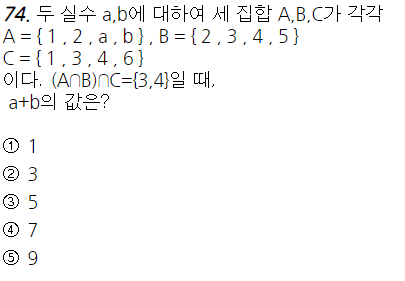 74. 두 실수 a,b에 대하여 세 집합 A,B,C가 각각
A = { 1 , 2 , a , b } , B = { 2 , 3 , 4 , 5 }
C = { 1 , 3 , 4 , 6 }
이다. (A∩B)∩C={3,4}일 때,
a+b의 값은?
① 1
② 3
③ 5
④ 7
⑤ 9